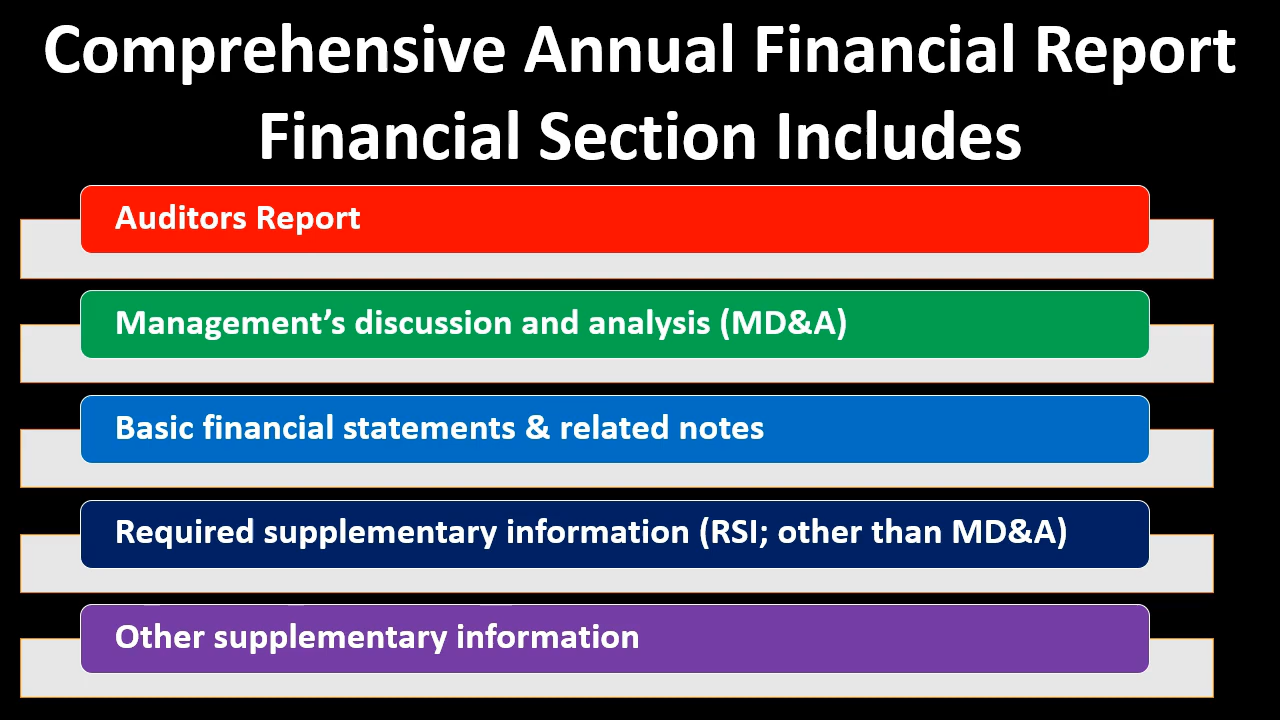 Comprehensive Annual Financial Report
Financial Section Includes
Auditors Report
Management’s discussion and analysis (MD&A)
Basic financial statements & related notes
Required supplementary information (RSI; other than MD&A)
Other supplementary information